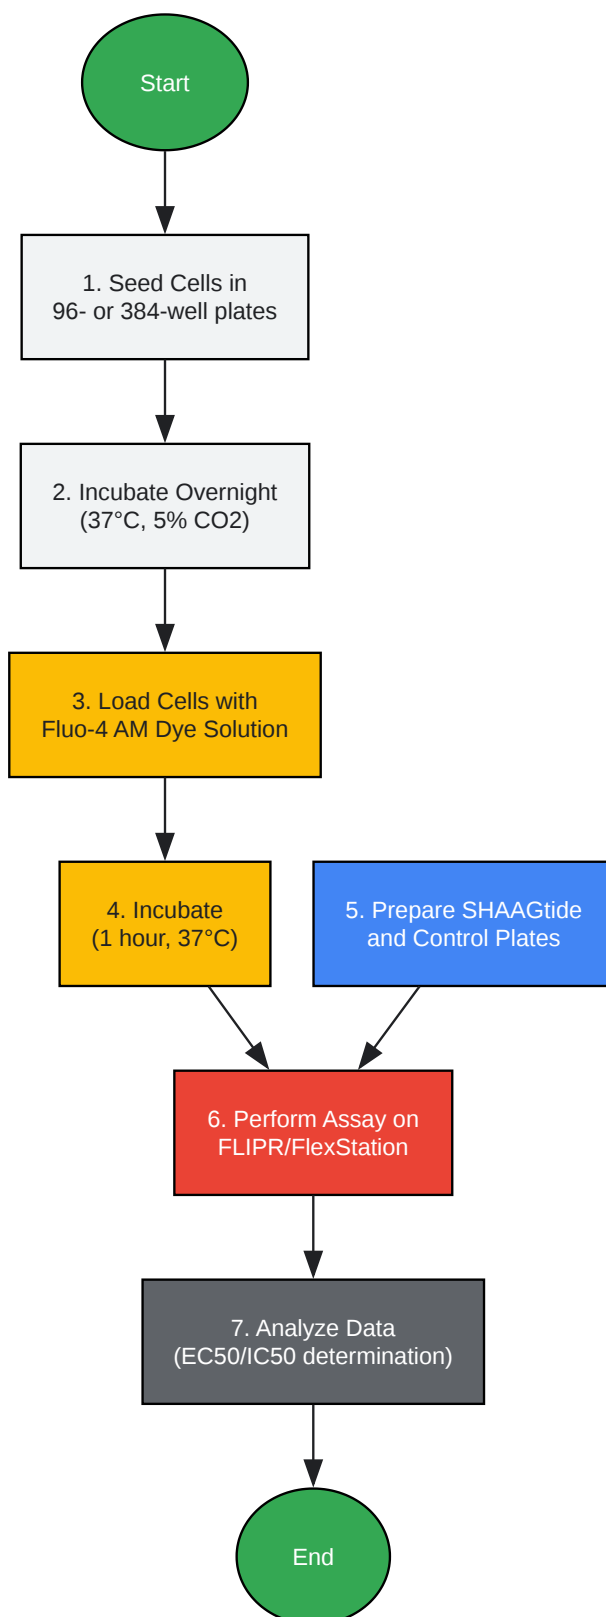 Start
1. Seed Cells in
96- or 384-well plates
2. Incubate Overnight
(37°C, 5% CO2)
3. Load Cells with
Fluo-4 AM Dye Solution
4. Incubate
(1 hour, 37°C)
5. Prepare SHAAGtide
and Control Plates
6. Perform Assay on
FLIPR/FlexStation
7. Analyze Data
(EC50/IC50 determination)
End